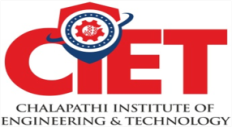 CIET
CHALAPATHI INSTITUTE OF
ENGINEERING & TECHNOLOGY